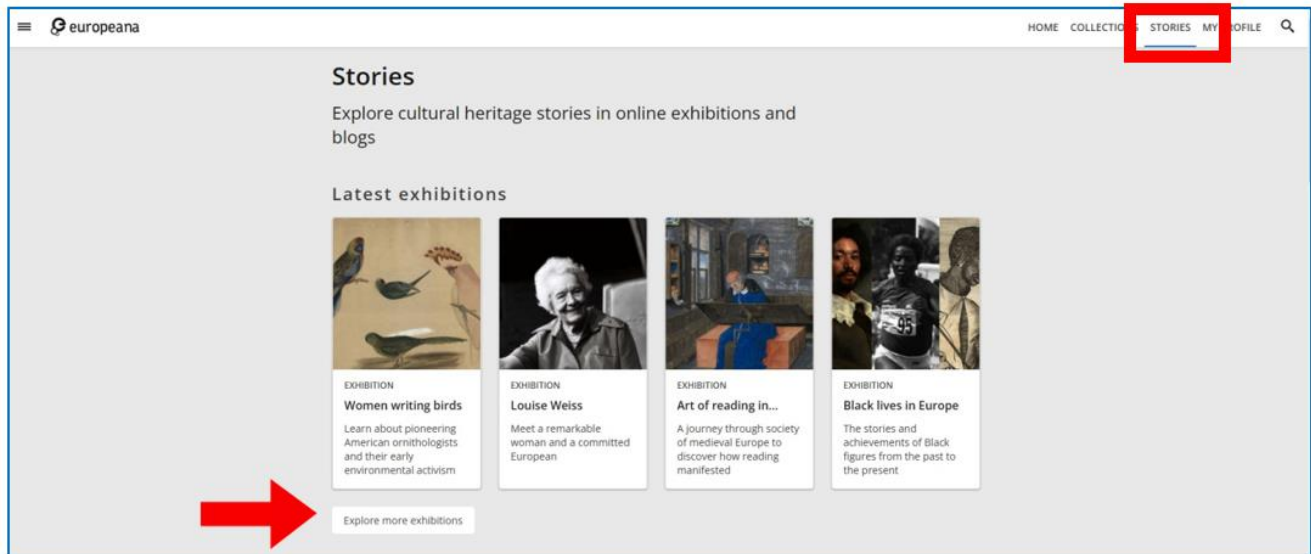 europeana
HOME COLLECTIONS STORIES MY PROFILE
Stories
Explore cultural heritage stories in online exhibitions and
blogs
Latest exhibitions
EXHIBITION
Women writing birds
Learn about pioneering
American ornithologists
and their early
environmental activism
EXHIBITION
Louise Weiss
Meet a remarkable
woman and a committed
European
EXHIBITION
Art of reading in...
A journey through society
of medieval Europe to
discover how reading
manifested
95
EXHIBITION
Black lives in Europe
The stories and
achievements of Black
figures from the past to
the present
Explore more exhibitions